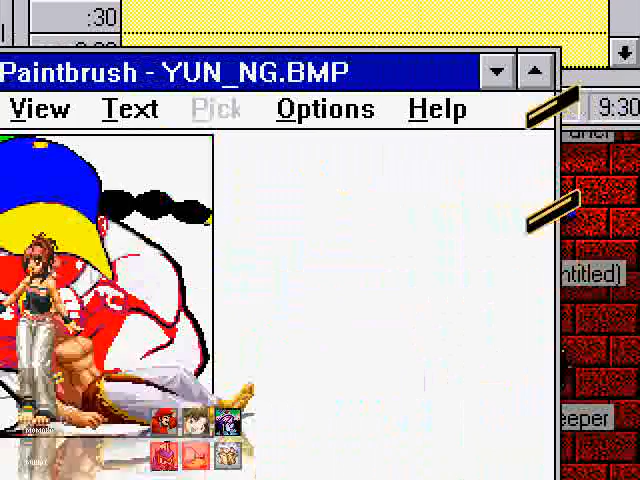 :30
Paintbrush - YUN_NG.BMP
View Text Pick Options Help
9:30
ntitled)
eeper